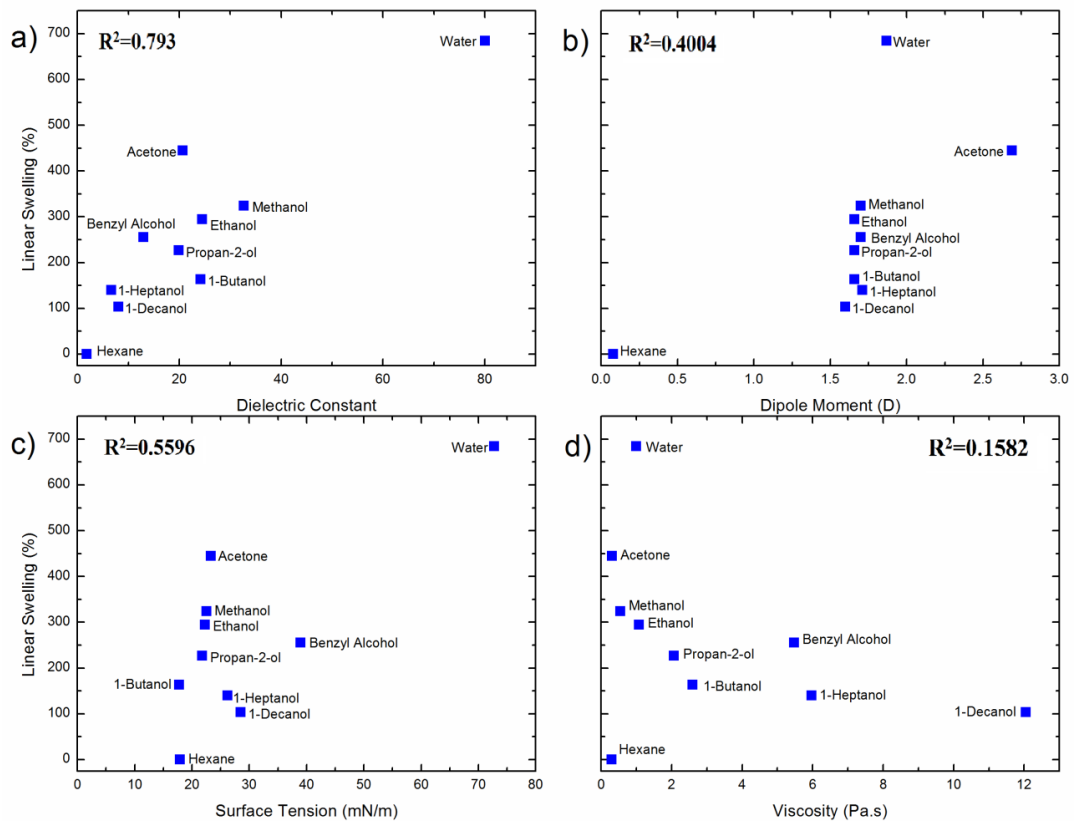 a)
R²=0.793
Water
Acetone
Methanol
Benzyl Alcohol
Ethanol
Propan-2-ol
1-Butanol
1-Heptanol
1-Decanol
Hexane
700
600
500
400
300
200
100
0
Linear Swelling (%)
0 20 40 60 80
Dielectric Constant
b)
R²=0.4004
Water
Acetone
Methanol
Ethanol
Benzyl Alcohol
Propan-2-ol
1-Butanol
1-Heptanol
1-Decanol
Hexane
0.0 0.5 1.0 1.5 2.0 2.5 3.0
Dipole Moment (D)
c)
R²=0.5596
Water
Acetone
Methanol
Ethanol
Benzyl Alcohol
Propan-2-ol
1-Butanol
1-Heptanol
1-Decanol
Hexane
700
600
500
400
300
200
100
0
Linear Swelling (%)
0 10 20 30 40 50 60 70 80
Surface Tension (mN/m)
d)
R²=0.1582
Water
Acetone
Methanol
Ethanol
Benzyl Alcohol
Propan-2-ol
1-Butanol
1-Heptanol
1-Decanol
Hexane
0 2 4 6 8 10 12
Viscosity (Pa.s)